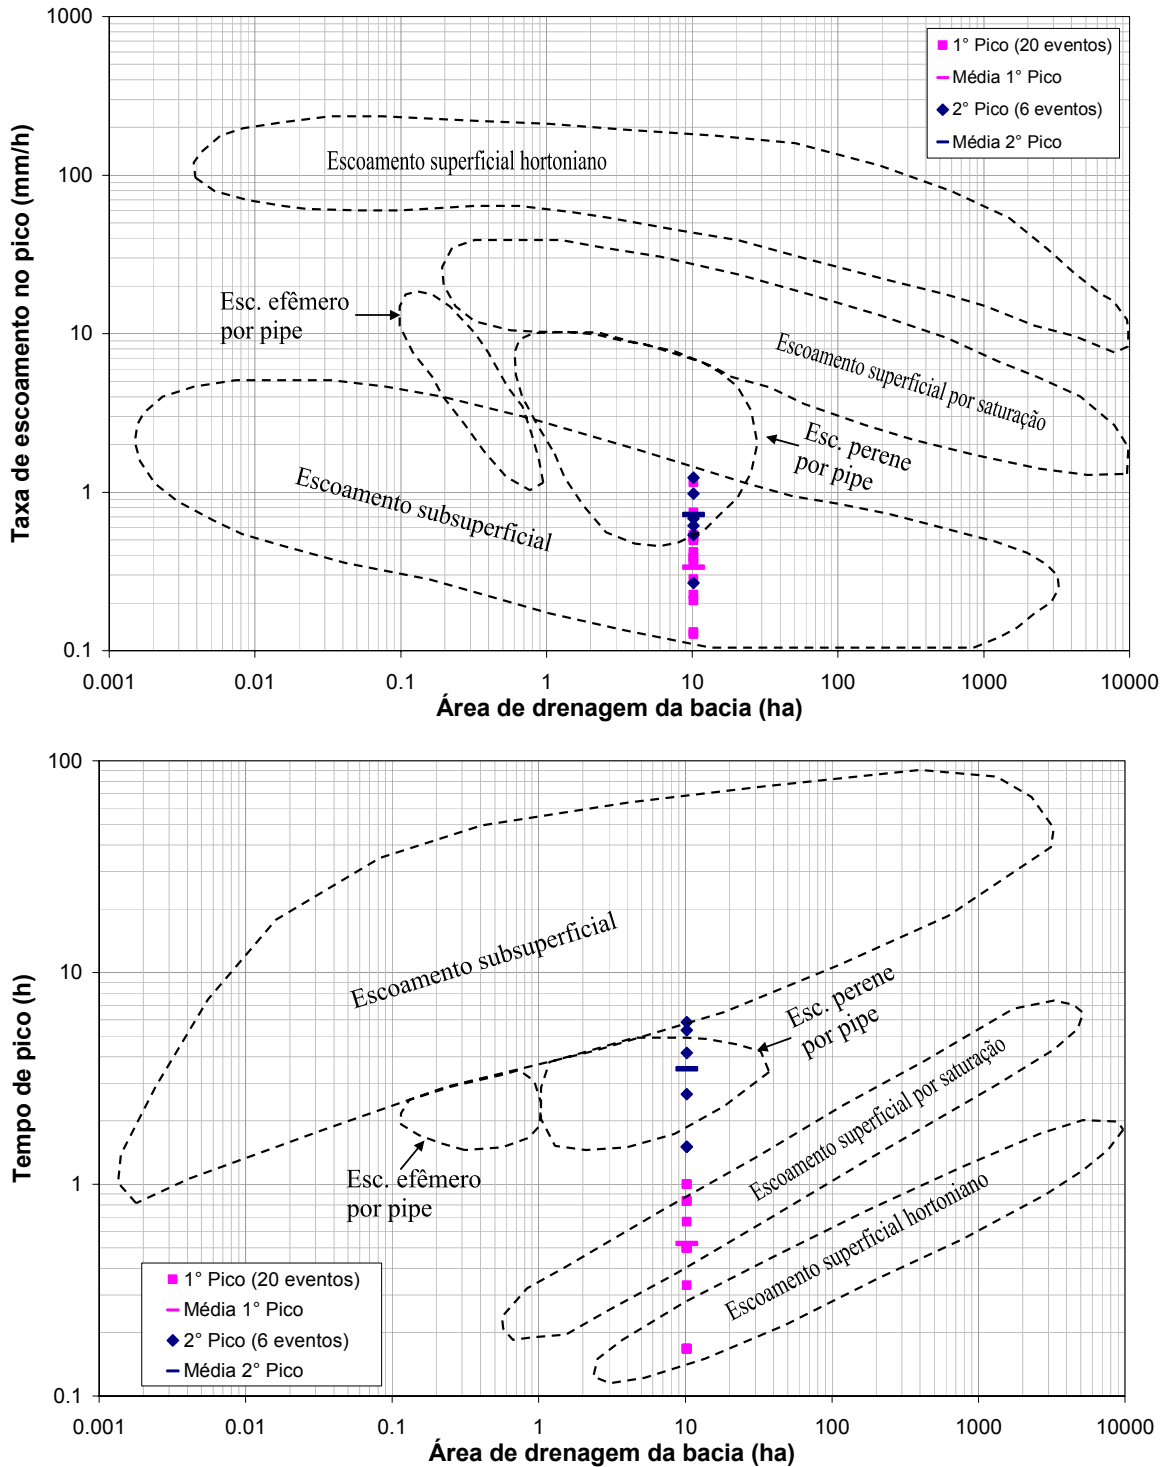 1000
100
10
1
0.1
Taxa de escoamento no pico (mm/h)
1° Pico (20 eventos)
Média 1° Pico
2° Pico (6 eventos)
Média 2° Pico
Escoamento superficial hortoniano
Esc. efêmero
por pipe
Escoamento superficial por saturação
Esc. perene
por pipe
Escoamento subsuperficial
0.001
0.01
0.1
1
10
100
1000
10000
Área de drenagem da bacia (ha)
100
10
1
0.1
Tempo de pico (h)
Escoamento subsuperficial
Esc. perene
por pipe
Esc. efêmero
por pipe
Escoamento superficial por saturação
Escoamento superficial hortoniano
1° Pico (20 eventos)
Média 1° Pico
2° Pico (6 eventos)
Média 2° Pico
0.001
0.01
0.1
1
10
100
1000
10000
Área de drenagem da bacia (ha)